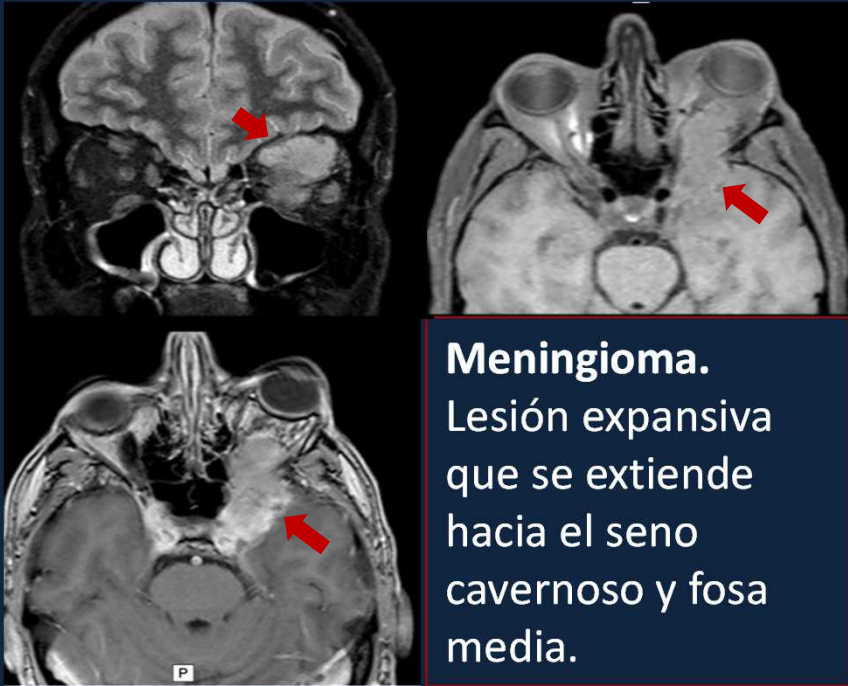 Meningioma.
Lesión expansiva
que se extiende
hacia el seno
cavernoso y fosa
media.
P